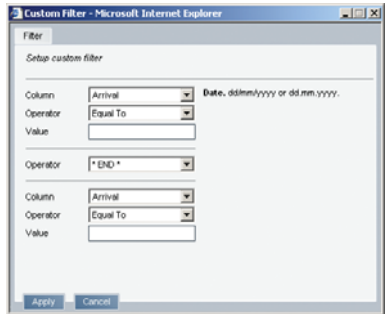 Custom Filter - Microsoft Internet Explorer
Filter
Setup custom filter
Column Arrival Date. dd/mm/yyyy or dd.mm.yyyy.
Operator Equal To
Value
Operator * END *
Column Arrival
Operator Equal To
Value
Apply Cancel